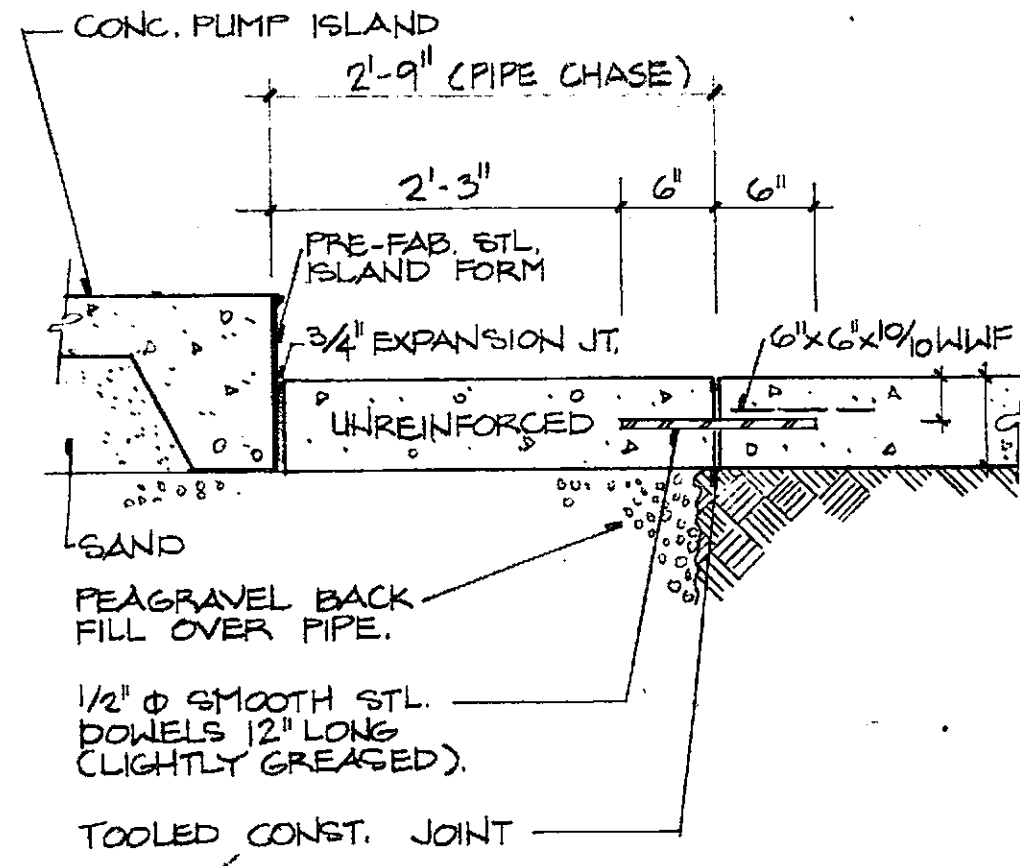 CONC. PUMP ISLAND
2'-9" (PIPE CHASE)
2'-3"
6"
6"
PRE-FAB. STL.
ISLAND FORM
3/4" EXPANSION JT.
6"x6"x10/10 WWF
UNREINFORCED
SAND
PEAGRAVEL BACK
FILL OVER PIPE.
1/2" Φ SMOOTH STL.
DOWELS 12" LONG
(LIGHTLY GREASED).
TOOLED CONST. JOINT